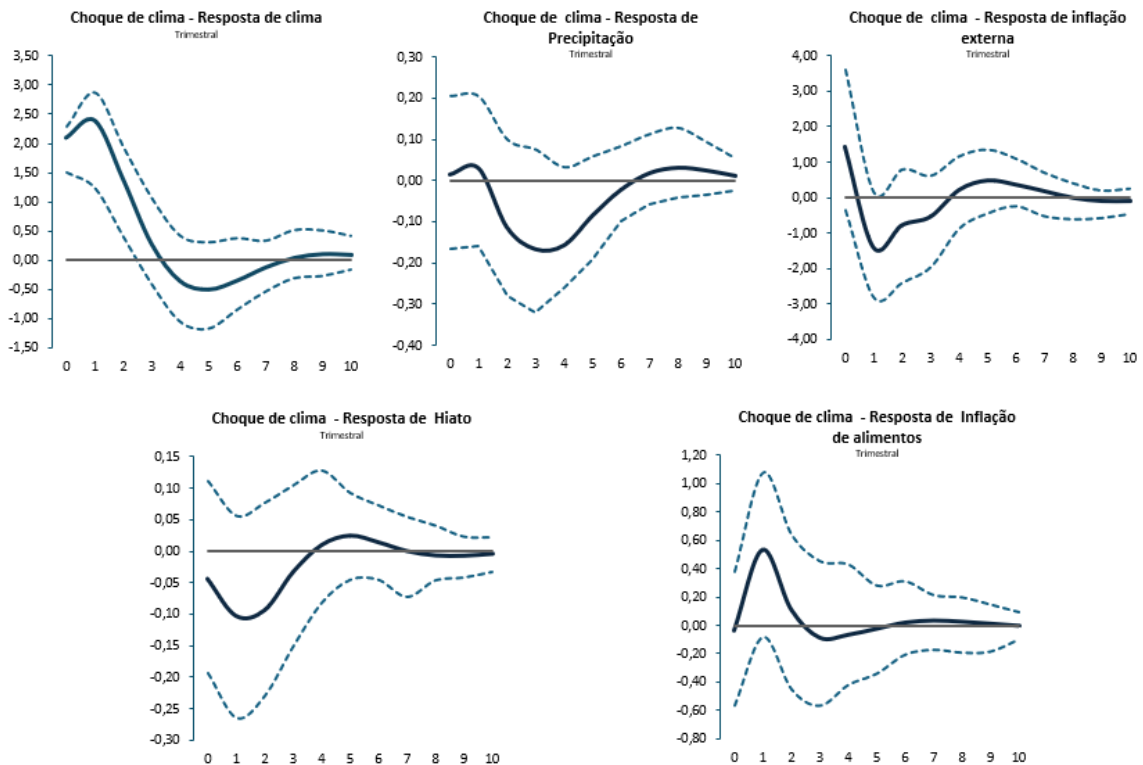 Choque de clima - Resposta de clima
Trimestral
3,50
3,00
2,50
2,00
1,50
1,00
0,50
0,00
-0,50
-1,00
-1,50
0 1 2 3 4 5 6 7 8 9 10
Choque de clima - Resposta de
Precipitação
Trimestral
0,30
0,20
0,10
0,00
-0,10
-0,20
-0,30
-0,40
0 1 2 3 4 5 6 7 8 9 10
Choque de clima - Resposta de inflação
externa
Trimestral
4,00
3,00
2,00
1,00
0,00
-1,00
-2,00
-3,00
-4,00
0 1 2 3 4 5 6 7 8 9 10
Choque de clima - Resposta de Hiato
Trimestral
0,15
0,10
0,05
0,00
-0,05
-0,10
-0,15
-0,20
-0,25
-0,30
0 1 2 3 4 5 6 7 8 9 10
Choque de clima - Resposta de Inflação
de alimentos
Trimestral
1,20
1,00
0,80
0,60
0,40
0,20
0,00
-0,20
-0,40
-0,60
-0,80
0 1 2 3 4 5 6 7 8 9 10